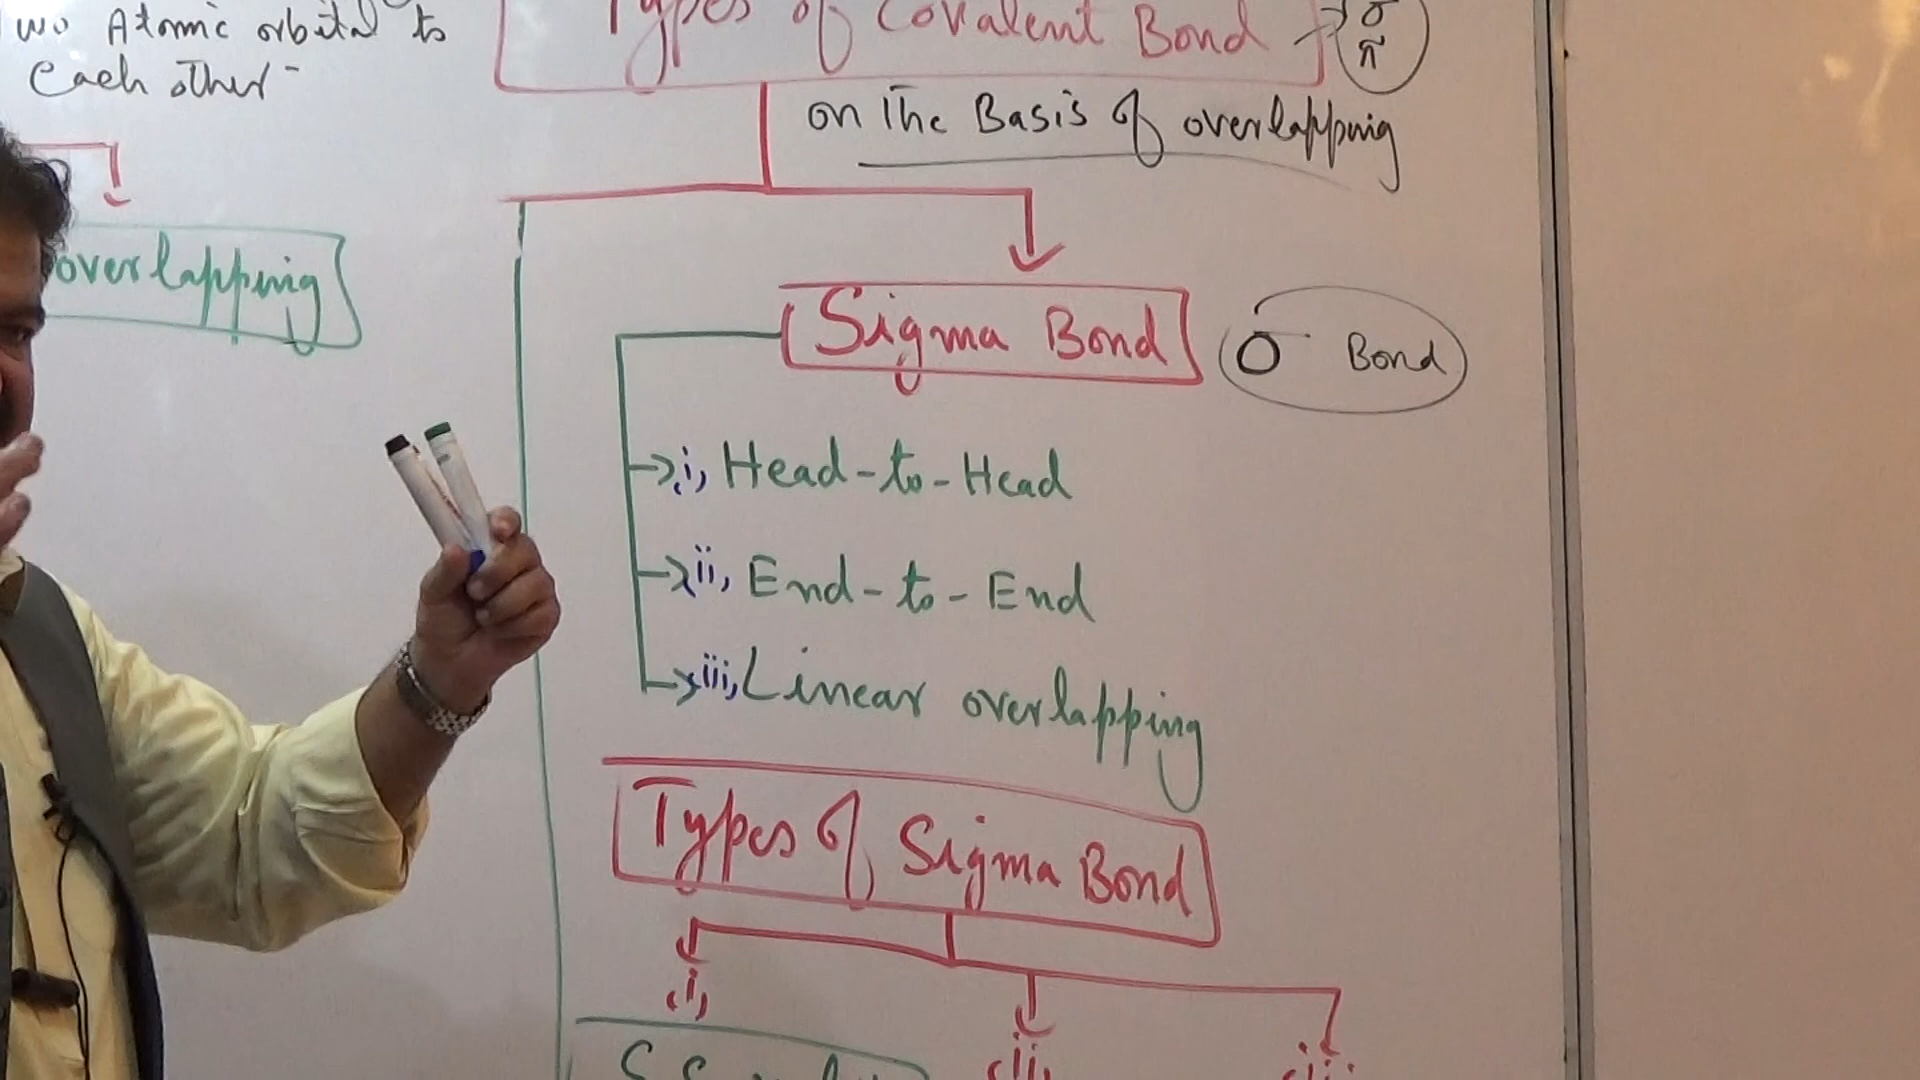 Two Atomic orbital to
Each other-
overlapping
Types of Covalent Bond → σ
π
on The Basis of overlapping
Sigma Bond
σ Bond
i, Head-to-Head
ii, End-to-End
iii, Linear overlapping
Types of Sigma Bond
(i)
(ii)